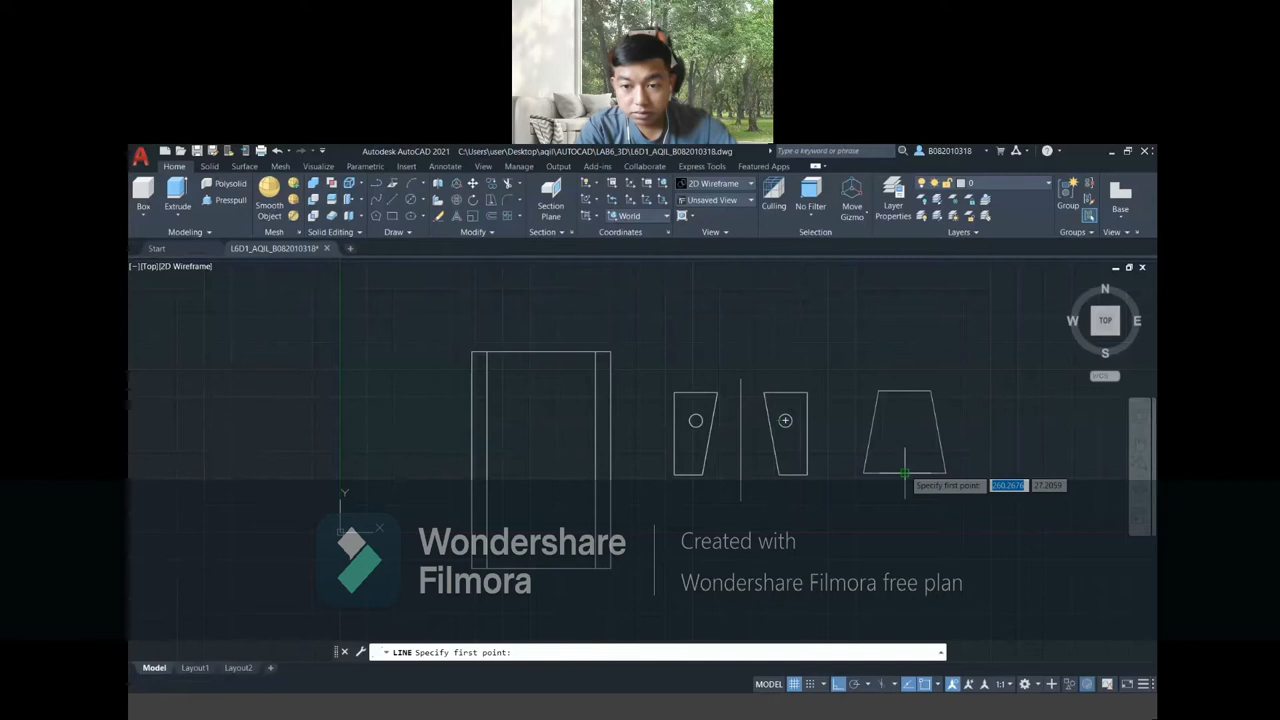 Autodesk AutoCAD 2021 C:\Users\user\Desktop\aqil\AUTOCAD\LAB6_3D\L6D1_AQIL_B082010318.dwg
Type a keyword or phrase
B082010318
Home Solid Surface Mesh Visualize Parametric Insert Annotate View Manage Output Add-ins Collaborate Express Tools Featured Apps
Box
Extrude
Polysolid
Presspull
Smooth
Object
Section
Plane
World
2D Wireframe
Unsaved View
Culling
No Filter
Move
Gizmo
Layer
Properties
0
Group
Base
Modeling Mesh Solid Editing Draw Modify Section Coordinates View Selection Layers Groups View
Start
L6D1_AQIL_B082010318*
[−][Top][2D Wireframe]
N
W TOP E
S
WCS
Y
X
Specify first point: 260.2676 27.2059
Wondershare
Filmora
Created with
Wondershare Filmora free plan
LINE Specify first point:
Model Layout1 Layout2
MODEL
1:1